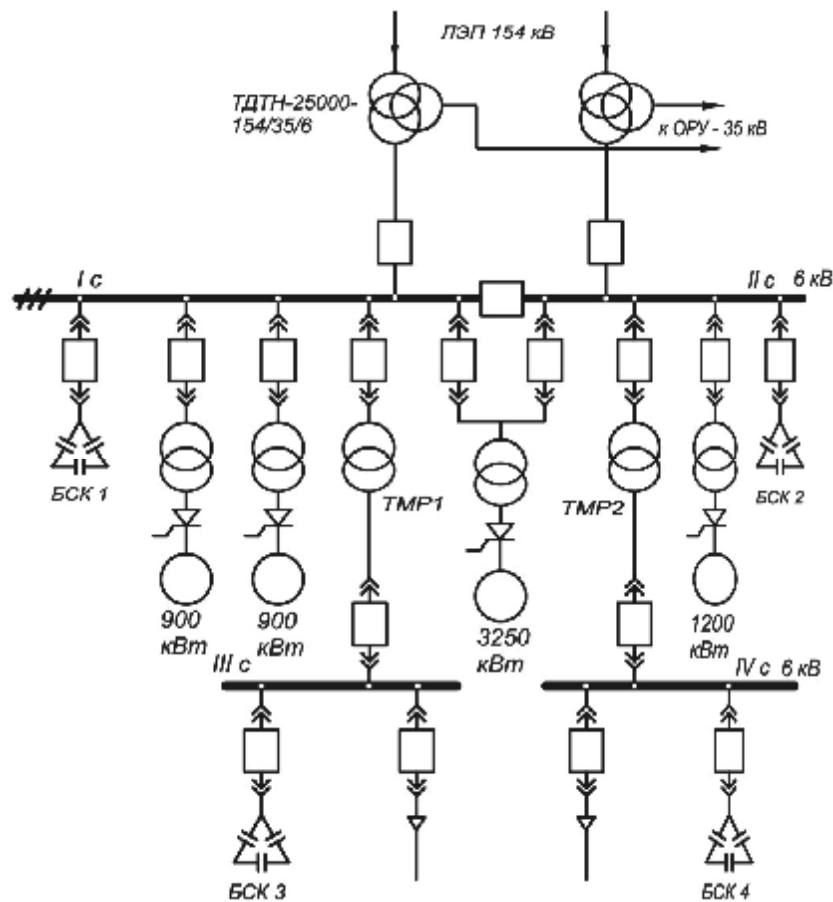 ЛЭП 154 кВ
ТДТН-25000-
154/35/6
к ОРУ - 35 кВ
I с
II с 6 кВ
БСК 1
ТМР1
ТМР2
БСК 2
900
кВт
900
кВт
3250
кВт
1200
кВт
III с
IV с 6 кВ
БСК 3
БСК 4